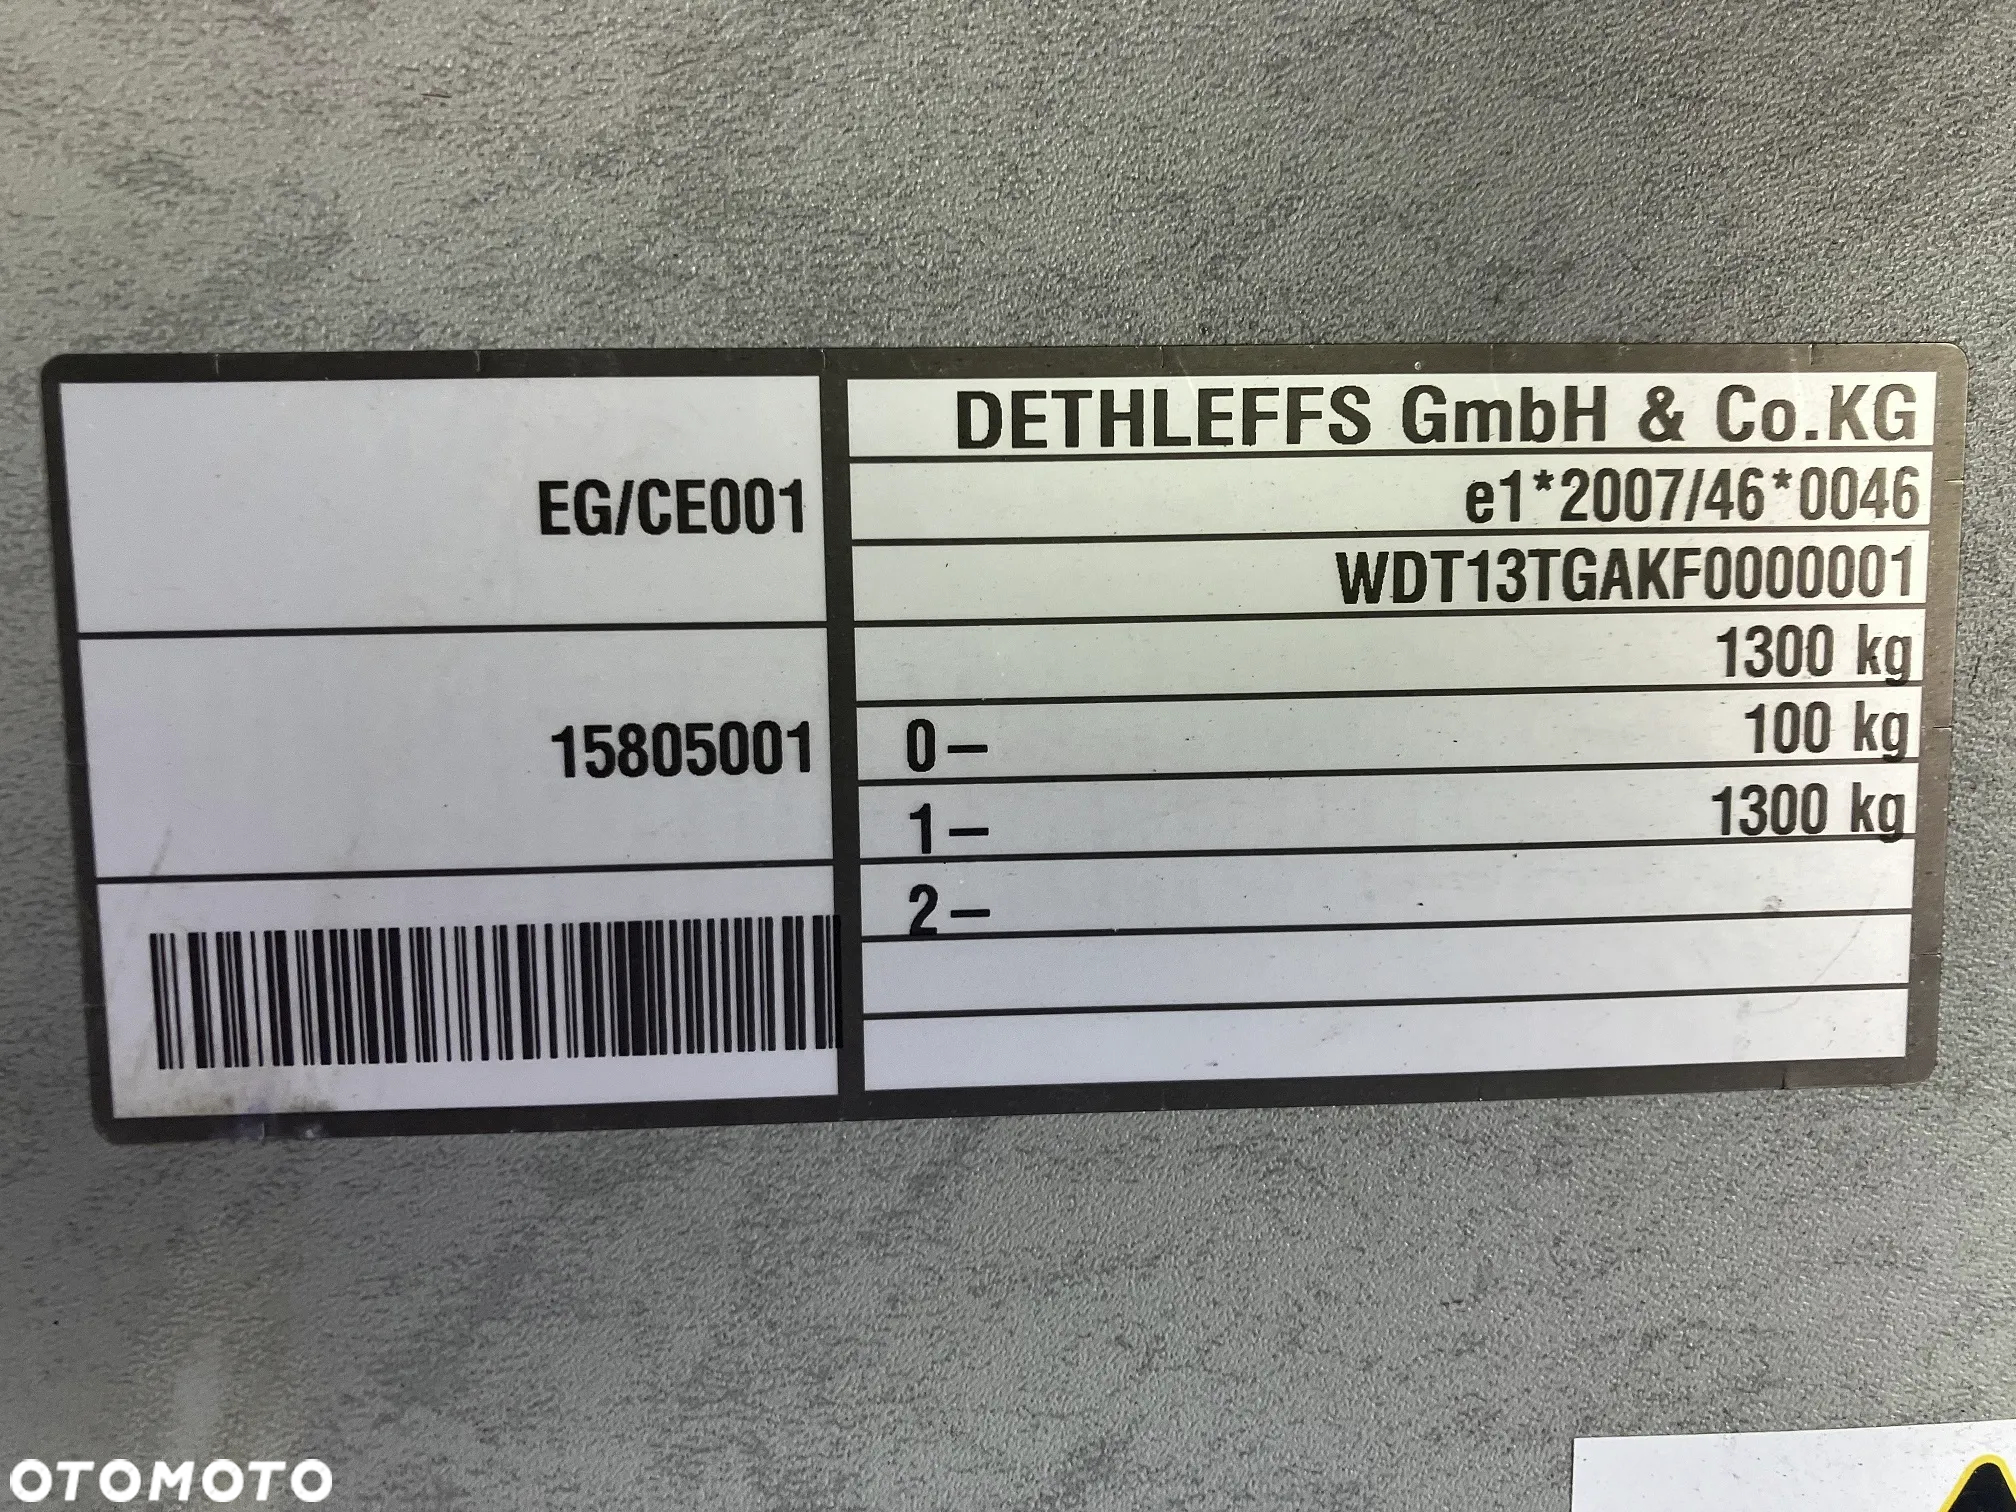 EG/CE001
15805001
DETHLEFFS GmbH & Co.KG
e1*2007/46*0046
WDT13TGAKF0000001
1300 kg
0– 100 kg
1– 1300 kg
2–
OTOMOTO